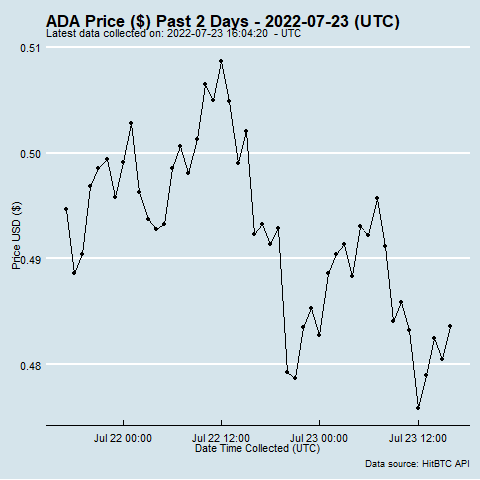 ADA Price ($) Past 2 Days - 2022-07-23 (UTC)
Latest data collected on: 2022-07-23 16:04:20 - UTC
0.51
0.50
0.49
0.48
Price USD ($)
Jul 22 00:00 Jul 22 12:00 Jul 23 00:00 Jul 23 12:00
Date Time Collected (UTC)
Data source: HitBTC API